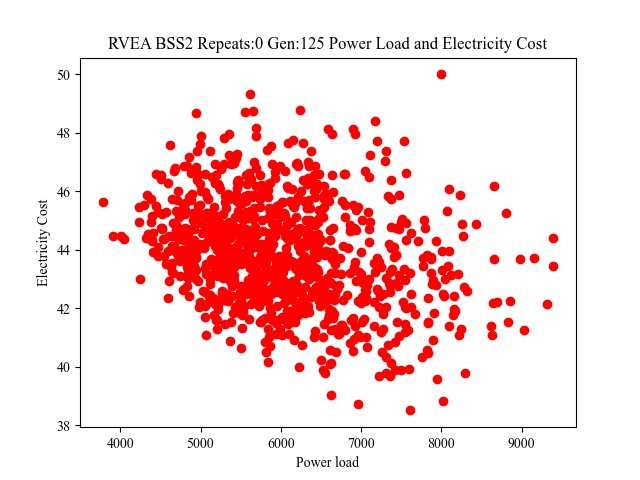 RVEA BSS2 Repeats:0 Gen:125 Power Load and Electricity Cost
Electricity Cost
50
48
46
44
42
40
38
4000 5000 6000 7000 8000 9000
Power load